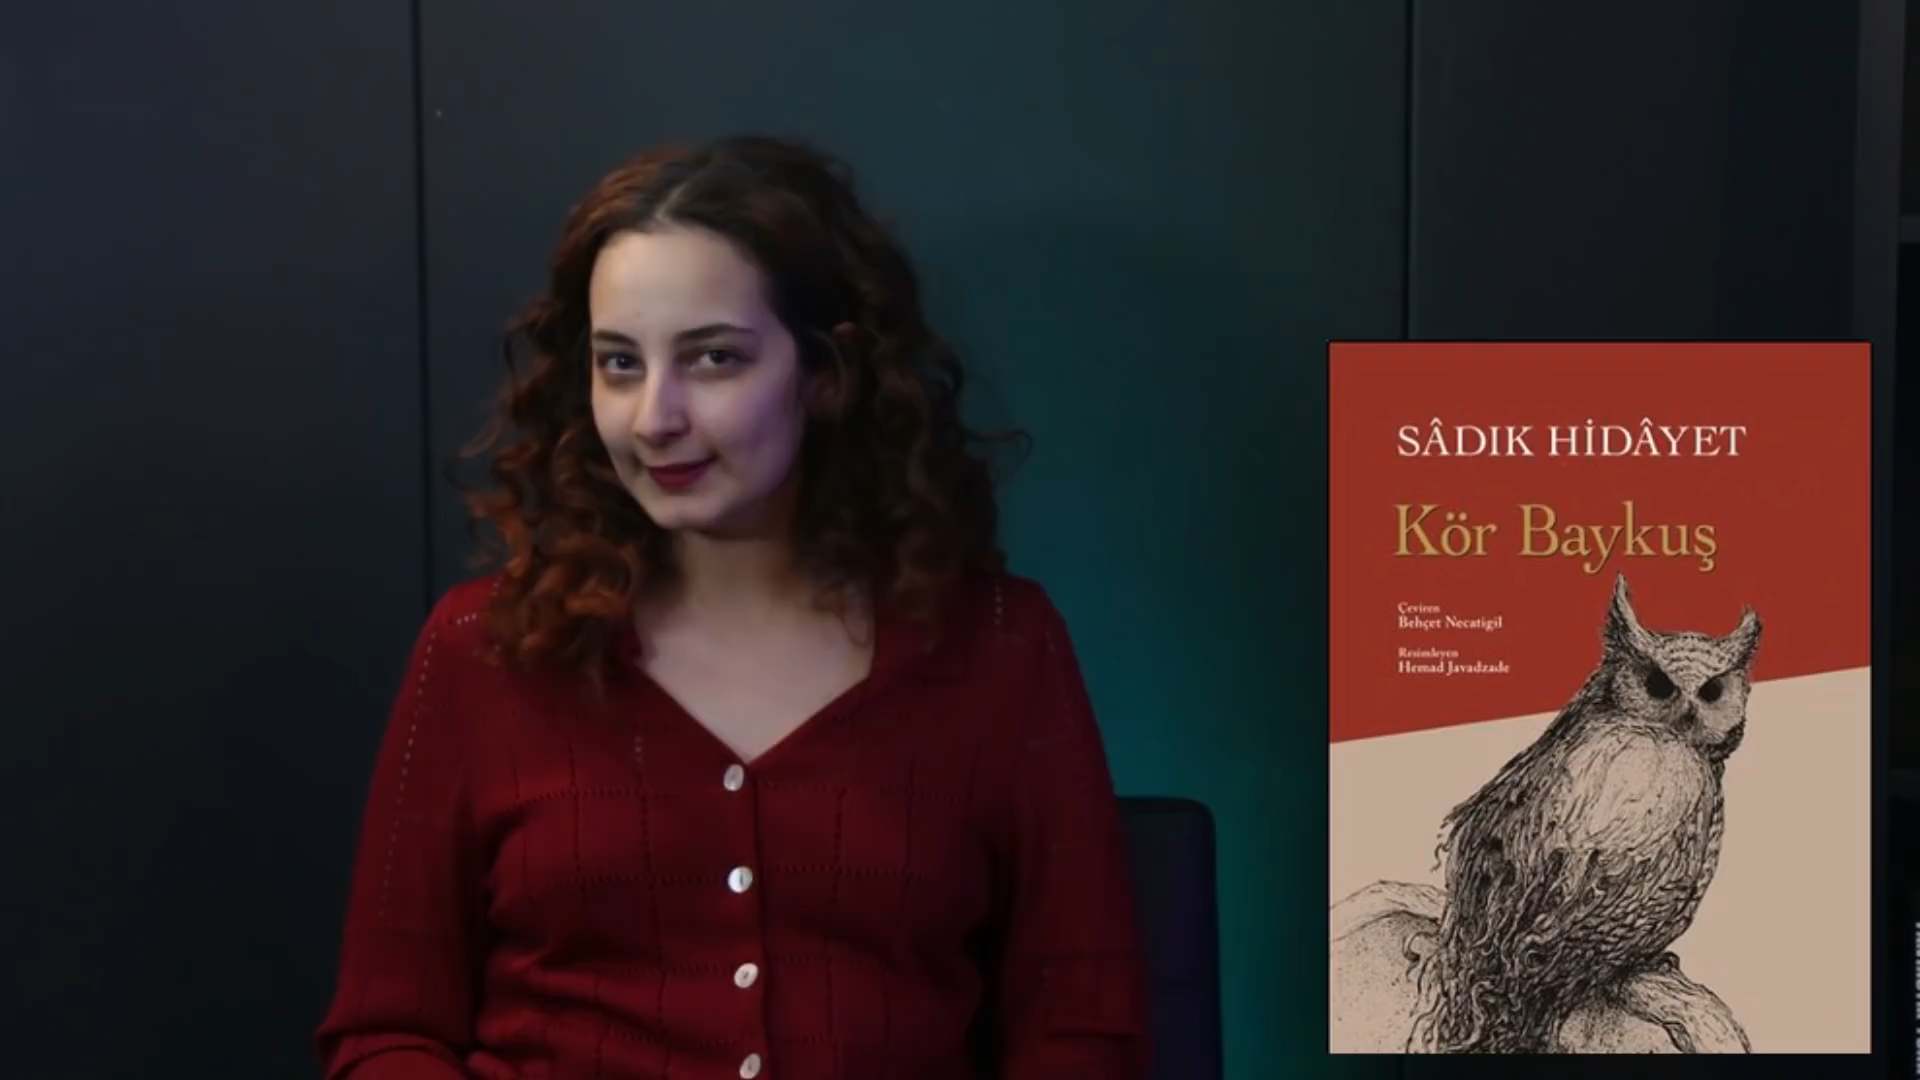 SÂDIK HİDÂYET
Kör Baykuş
Çeviren
Behçet Necatigil
Resimleyen
Hemad Javadzade